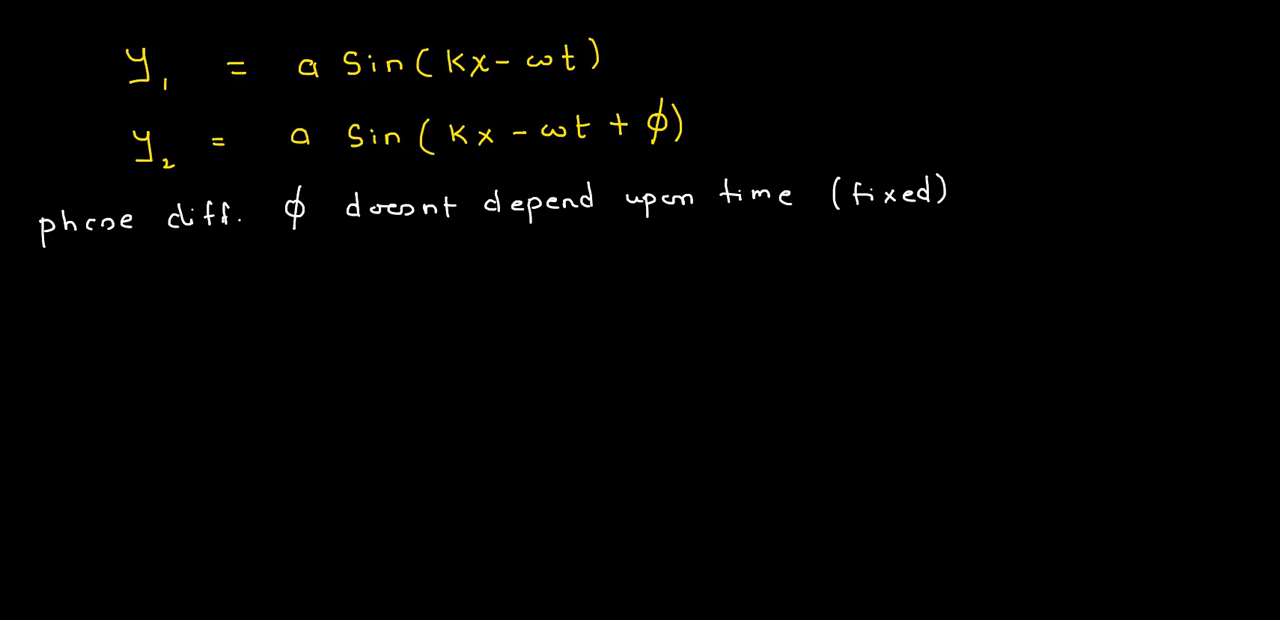 y₁ = a Sin(kx - ωt)
y₂ = a Sin(kx - ωt + ϕ)
phase diff. ϕ doesnt depend upon time (fixed)